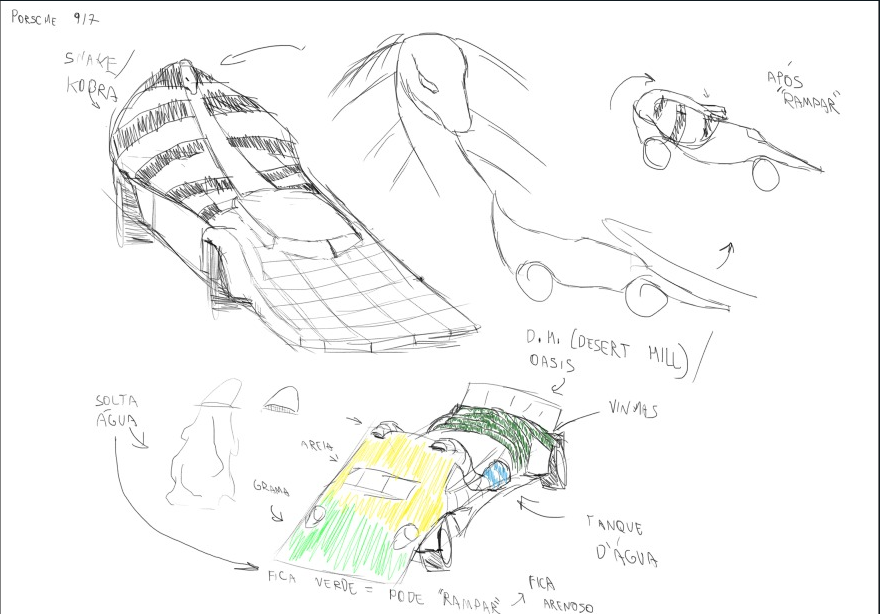 PORSCHE 917
SNAKE/
KOBRA
APÓS
"RAMPAR"
D.M. (DESERT MILL)/
OASIS
VINHAS
SOLTA
ÁGUA
AREIA
GRAMA
TANQUE
D'ÁGUA
FICA VERDE = PODE "RAMPAR"
FICA
ARENOSO